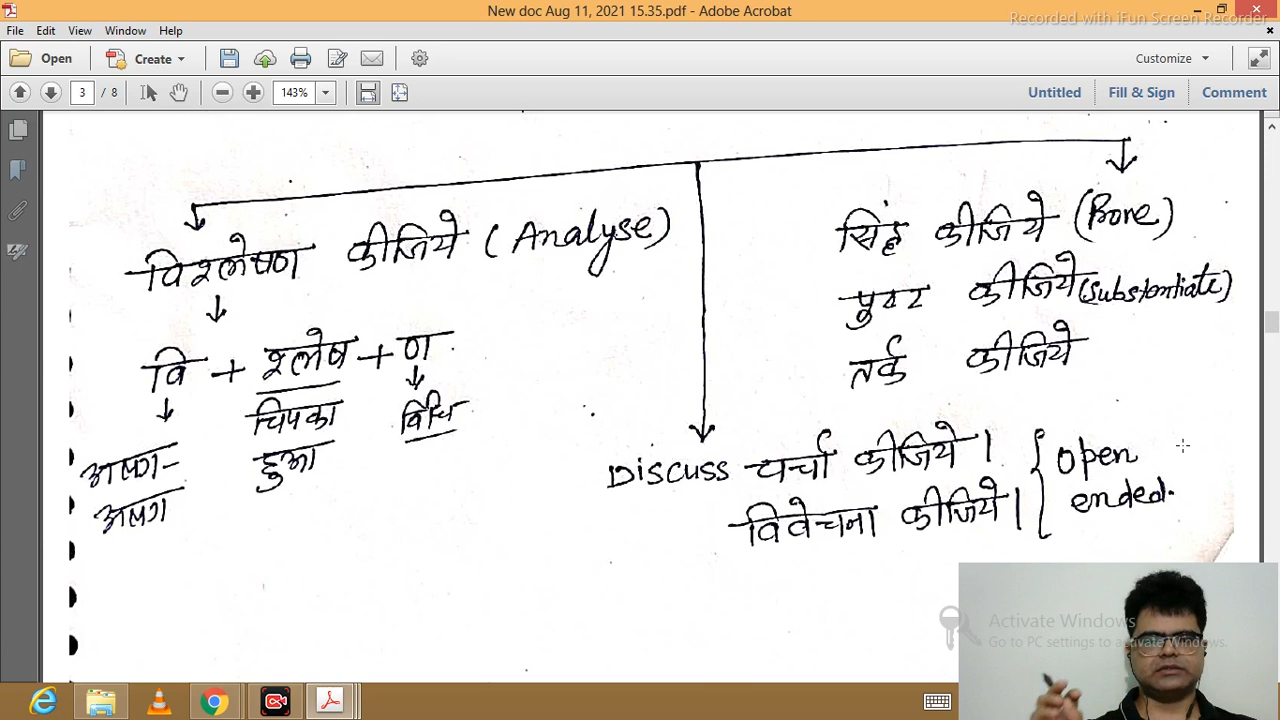 New doc Aug 11, 2021 15.35.pdf - Adobe Acrobat
Recorded with iFun Screen Recorder
File Edit View Window Help
Open Create Customize
3 / 8 143% Untitled Fill & Sign Comment
विश्लेषण कीजिये (Analyse)
वि + श्लेष + ण
अलग-
अलग
चिपका
हुआ
विधि
सिंह कीजिये (Prove)
पुष्ट कीजिये (Substantiate)
तर्क कीजिये
Discuss चर्चा कीजिये।
विवेचना कीजिये।
Open
ended.
Activate Windows
Go to PC settings to activate Windows.